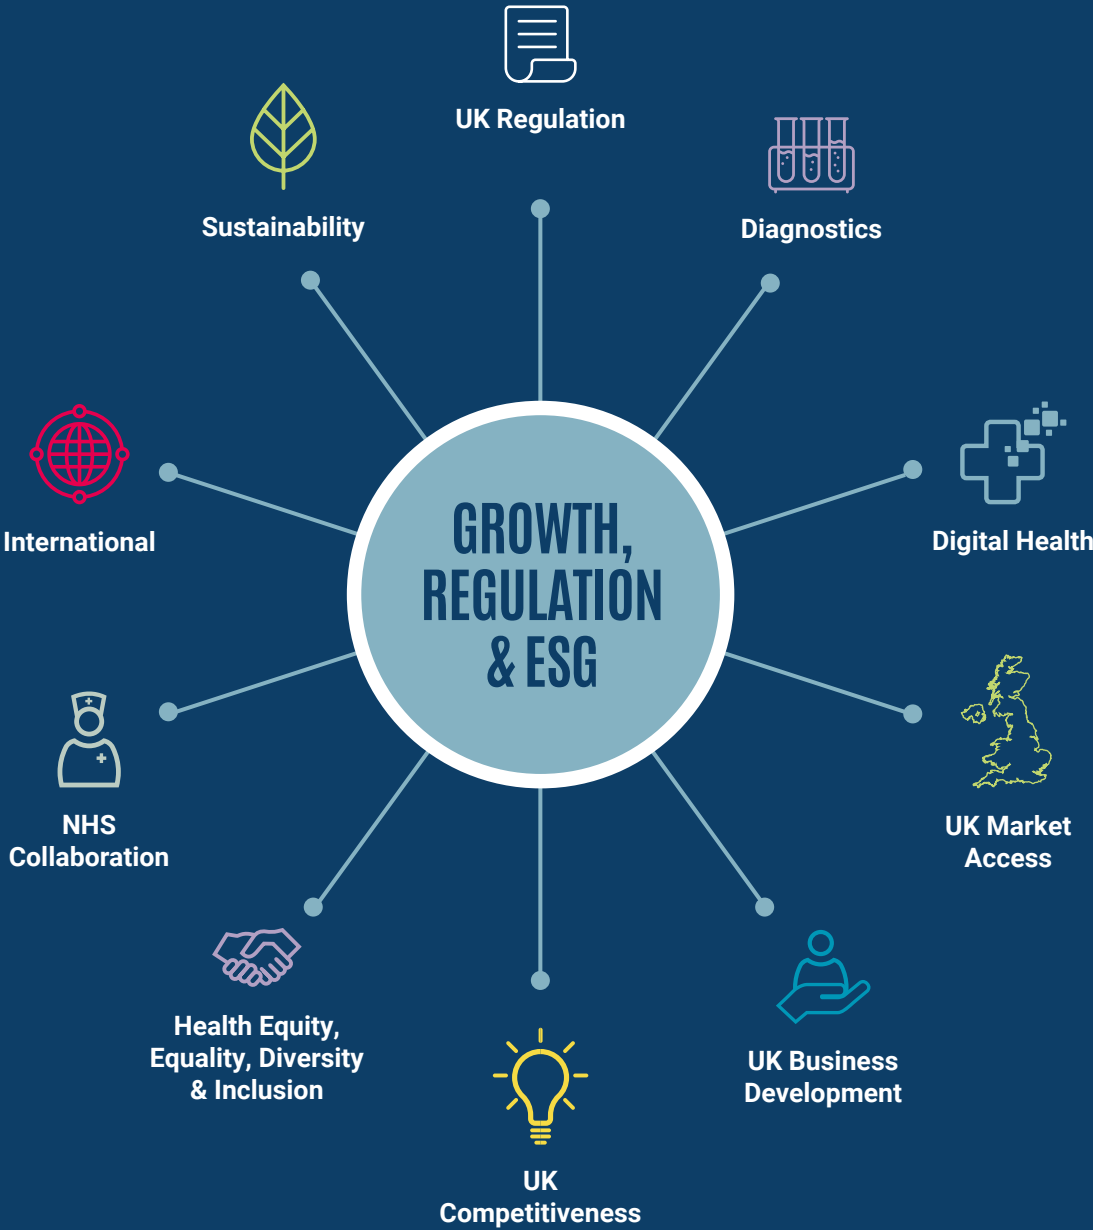 UK Regulation
Sustainability
Diagnostics
International
Digital Health
GROWTH,
REGULATION
& ESG
NHS
Collaboration
UK Market
Access
Health Equity,
Equality, Diversity
& Inclusion
UK Business
Development
UK
Competitiveness